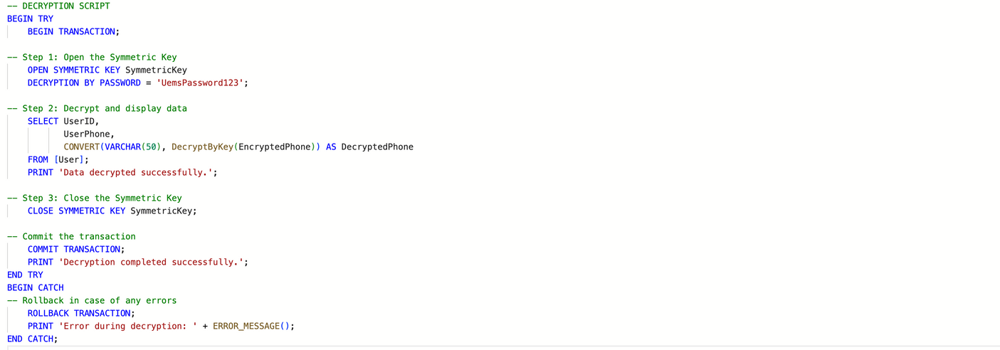 -- DECRYPTION SCRIPT
BEGIN TRY
    BEGIN TRANSACTION;

-- Step 1: Open the Symmetric Key
    OPEN SYMMETRIC KEY SymmetricKey
    DECRYPTION BY PASSWORD = 'UemsPassword123';

-- Step 2: Decrypt and display data
    SELECT UserID,
           UserPhone,
           CONVERT(VARCHAR(50), DecryptByKey(EncryptedPhone)) AS DecryptedPhone
    FROM [User];
    PRINT 'Data decrypted successfully.';

-- Step 3: Close the Symmetric Key
    CLOSE SYMMETRIC KEY SymmetricKey;

-- Commit the transaction
    COMMIT TRANSACTION;
    PRINT 'Decryption completed successfully.';
END TRY
BEGIN CATCH
-- Rollback in case of any errors
    ROLLBACK TRANSACTION;
    PRINT 'Error during decryption: ' + ERROR_MESSAGE();
END CATCH;